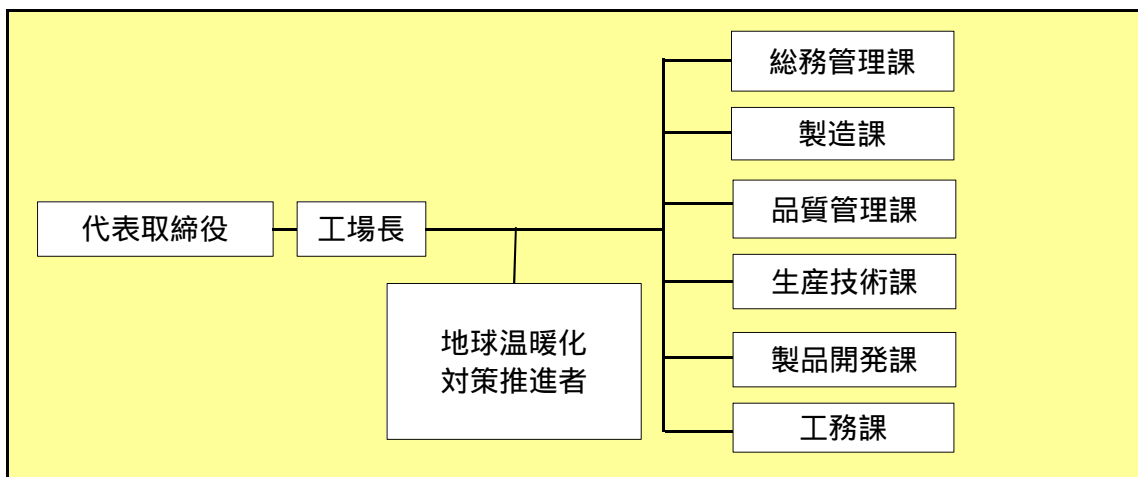 代表取締役
工場長
地球温暖化
対策推進者
総務管理課
製造課
品質管理課
生産技術課
製品開発課
工務課